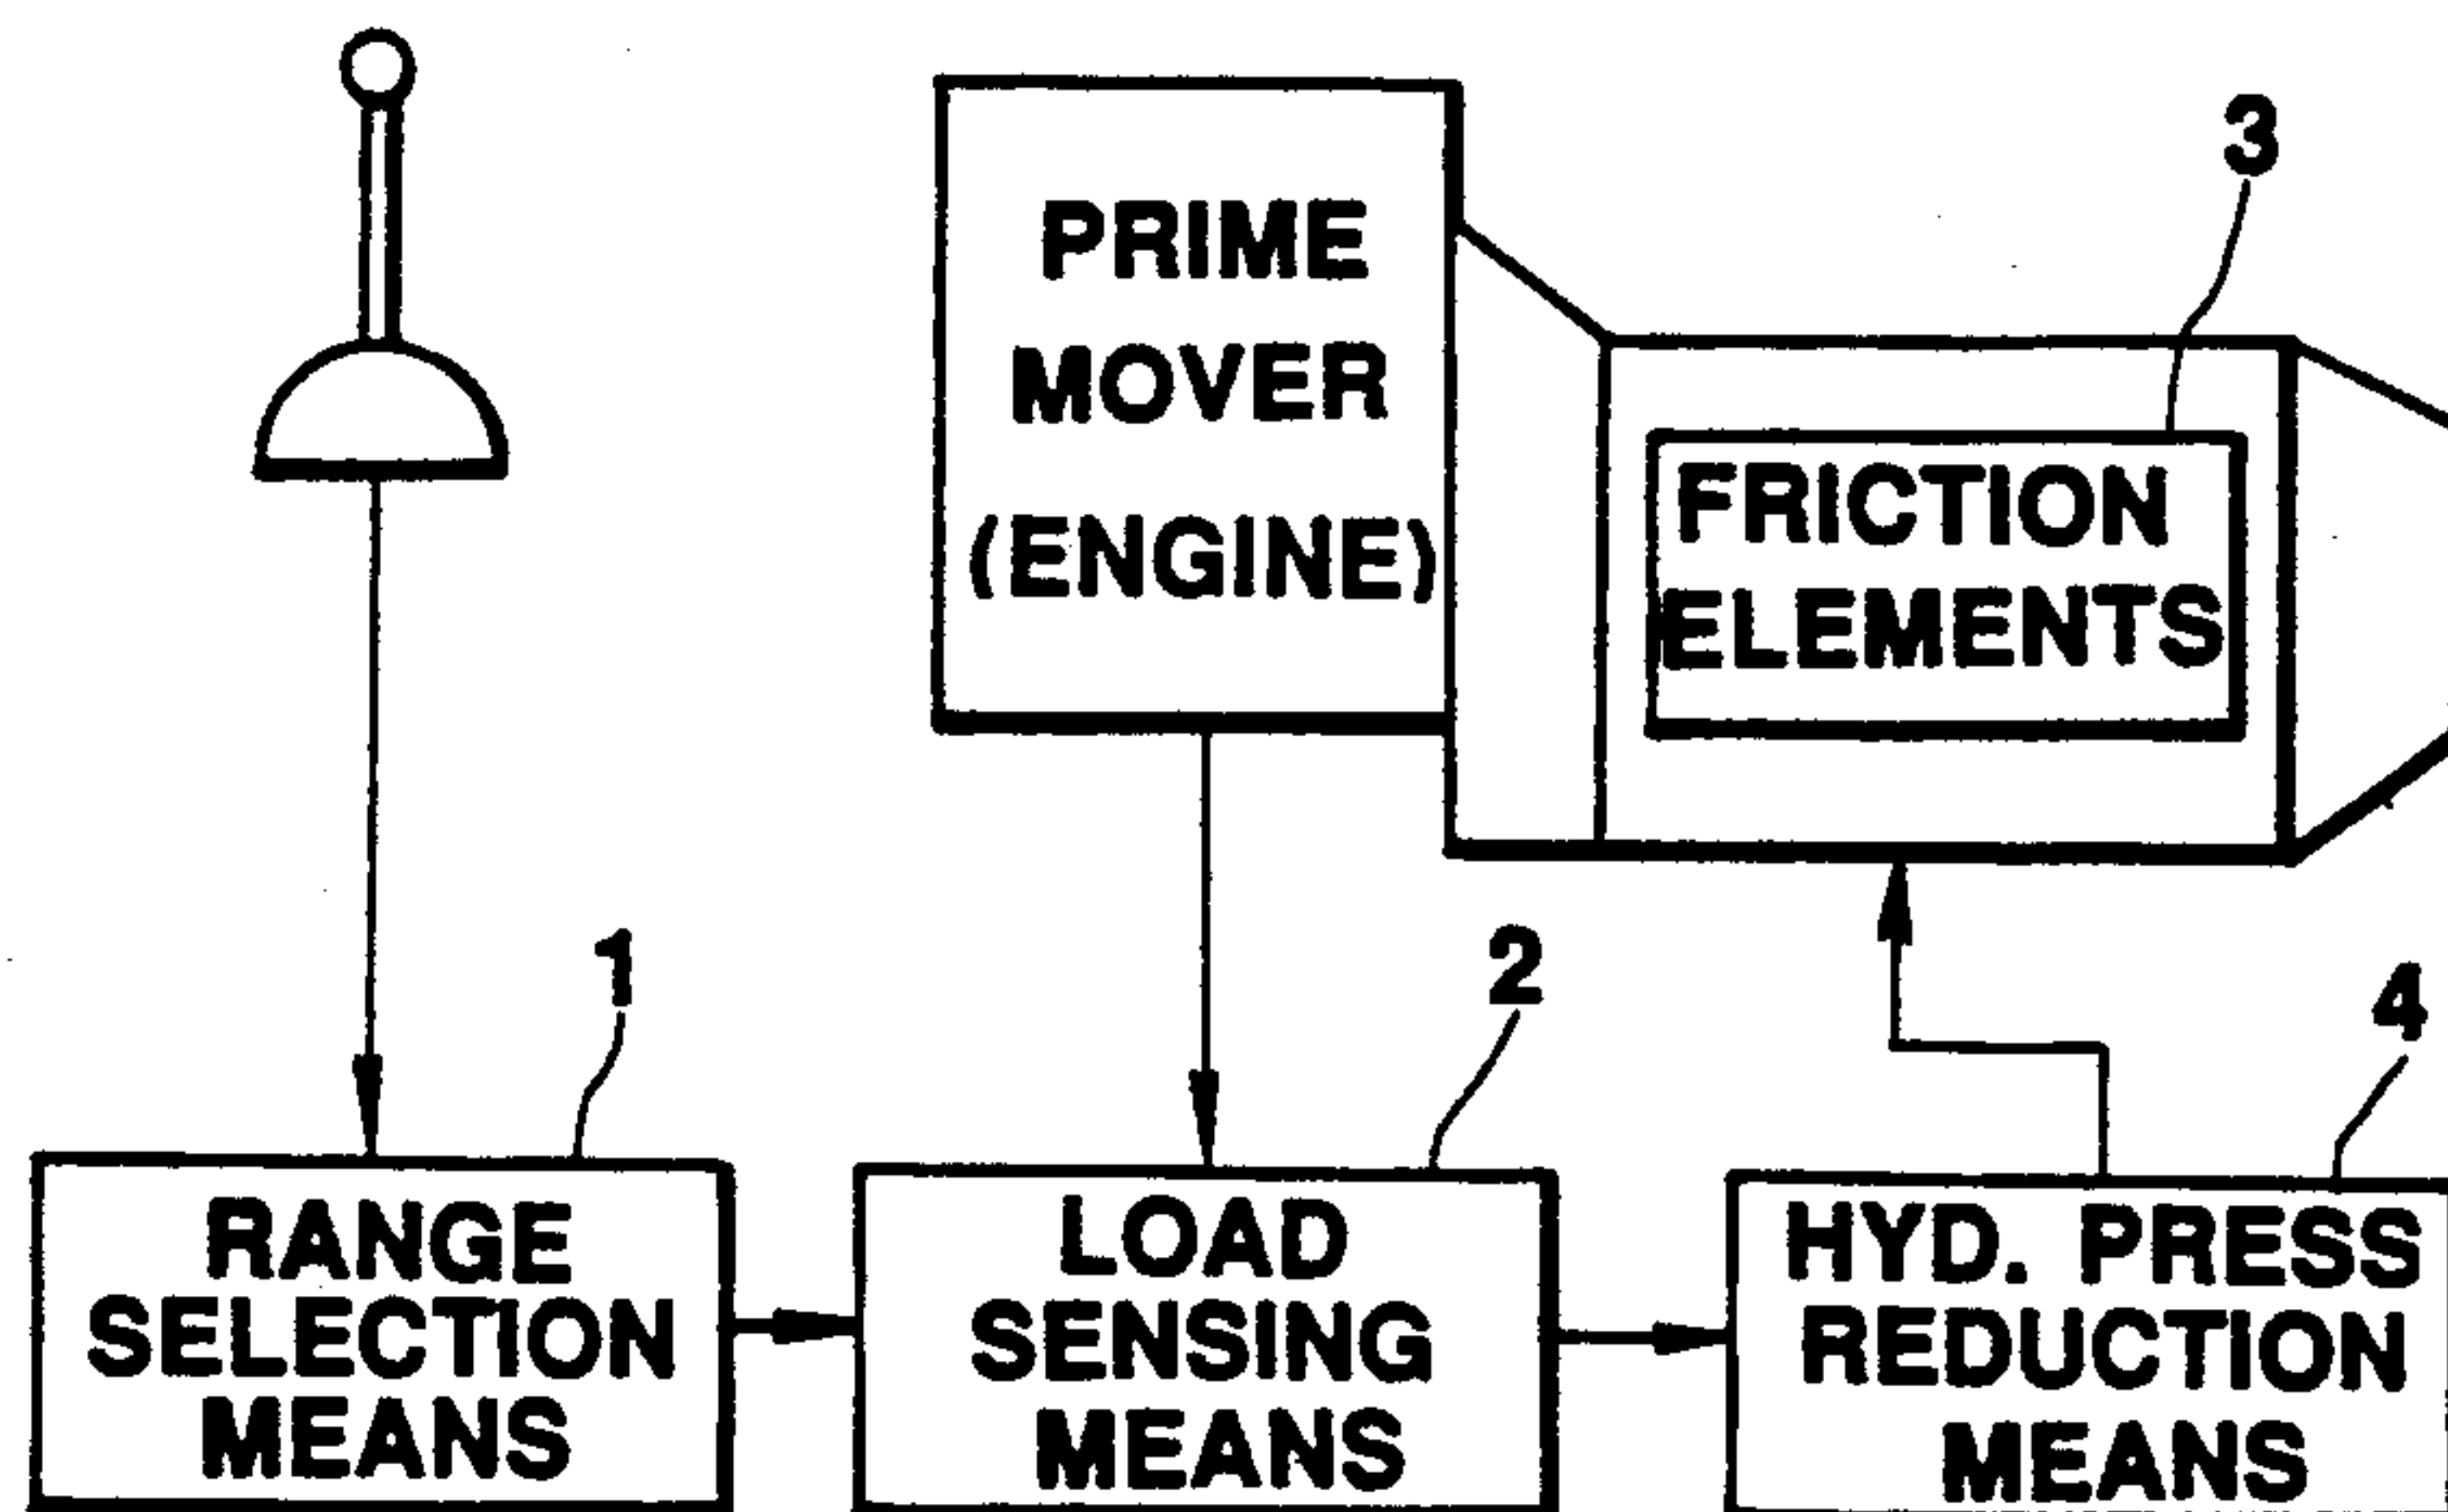 3
PRIME
MOVER
(ENGINE)
FRICTION
ELEMENTS
1
2
4
RANGE
SELECTION
MEANS
LOAD
SENSING
MEANS
HYD. PRESS
REDUCTION
MEANS